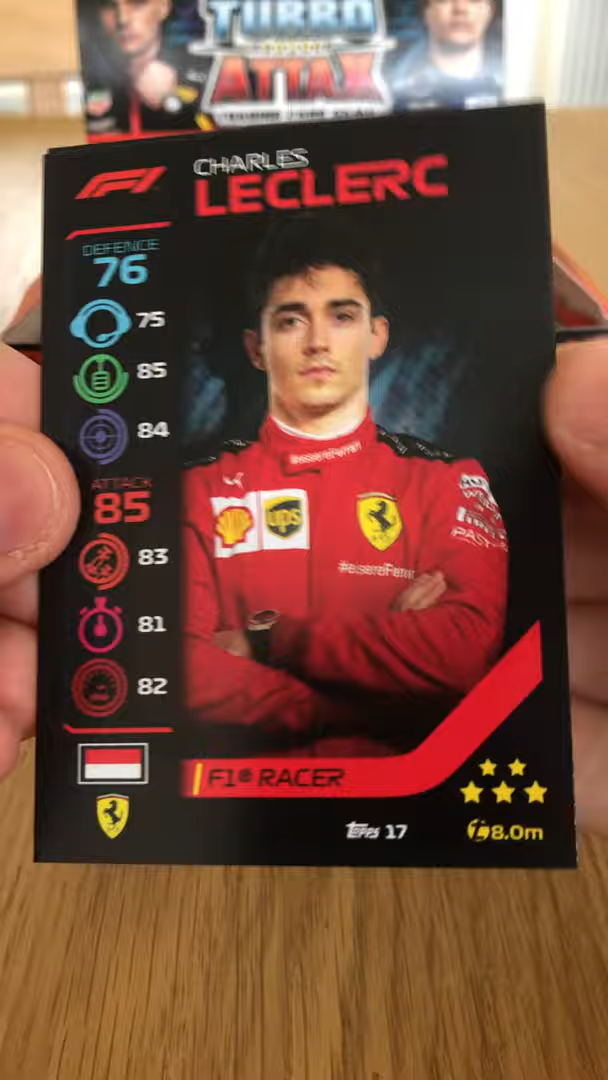 TURBO
ATTAX
F1
CHARLES
LECLERC
DEFENCE
76
75
85
84
ATTACK
85
83
81
82
#essereFerrari
ups
#essereFerrari
F1® RACER
Topps 17
8.0m